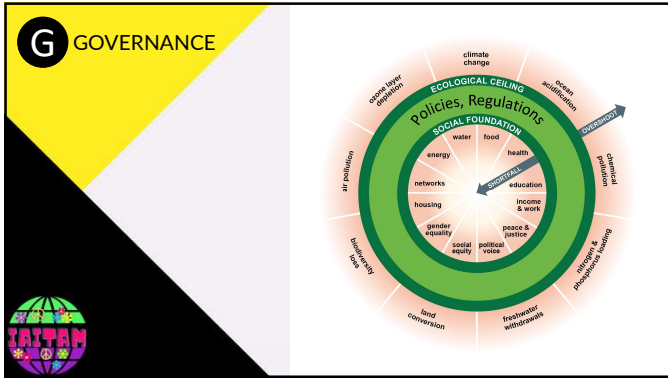 G GOVERNANCE
climate
change
ozone layer
depletion
ocean
acidification
ECOLOGICAL CEILING
Policies, Regulations
SOCIAL FOUNDATION
OVERSHOOT
water
food
energy
health
SHORTFALL
air pollution
chemical
pollution
networks
education
housing
income
& work
gender
equality
peace &
justice
social
equity
political
voice
biodiversity
loss
nitrogen &
phosphorus loading
land
conversion
freshwater
withdrawals
IAITAM